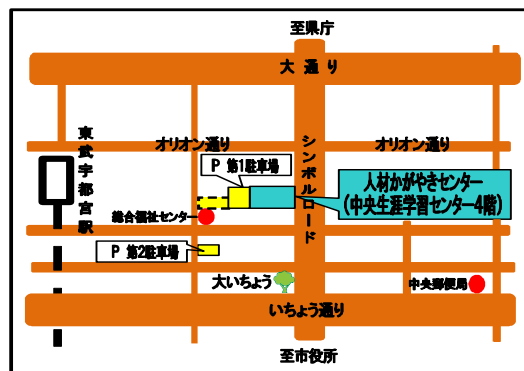 至県庁
大通り
東武宇都宮駅
オリオン通り
シンボルロード
オリオン通り
P 第1駐車場
人材かがやきセンター
(中央生涯学習センター4階)
総合福祉センター
P 第2駐車場
大いちょう
中央郵便局
いちょう通り
至市役所